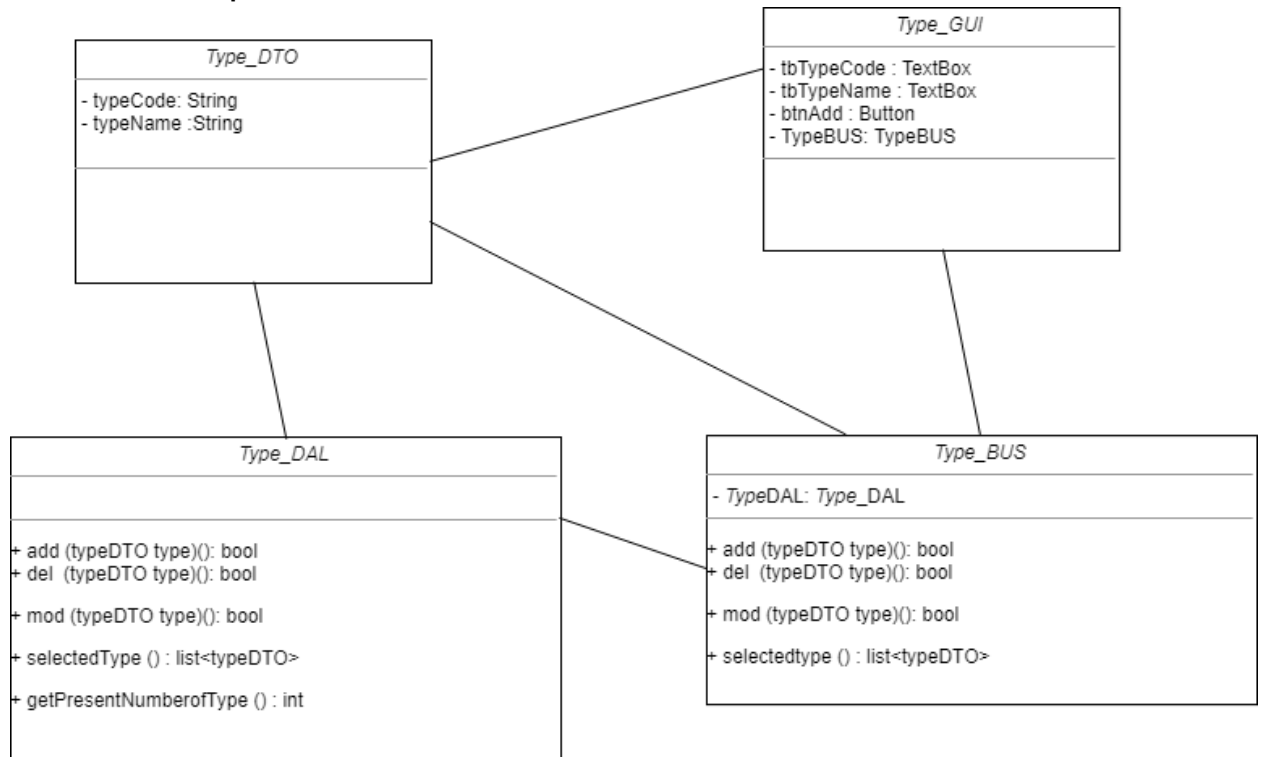 Type_DTO
- typeCode: String
- typeName :String
Type_GUI
- tbTypeCode : TextBox
- tbTypeName : TextBox
- btnAdd : Button
- TypeBUS: TypeBUS
Type_DAL
+ add (typeDTO type)(): bool
+ del (typeDTO type)(): bool
+ mod (typeDTO type)(): bool
+ selectedType () : list<typeDTO>
+ getPresentNumberofType () : int
Type_BUS
- TypeDAL: Type_DAL
+ add (typeDTO type)(): bool
+ del (typeDTO type)(): bool
+ mod (typeDTO type)(): bool
+ selectedtype () : list<typeDTO>